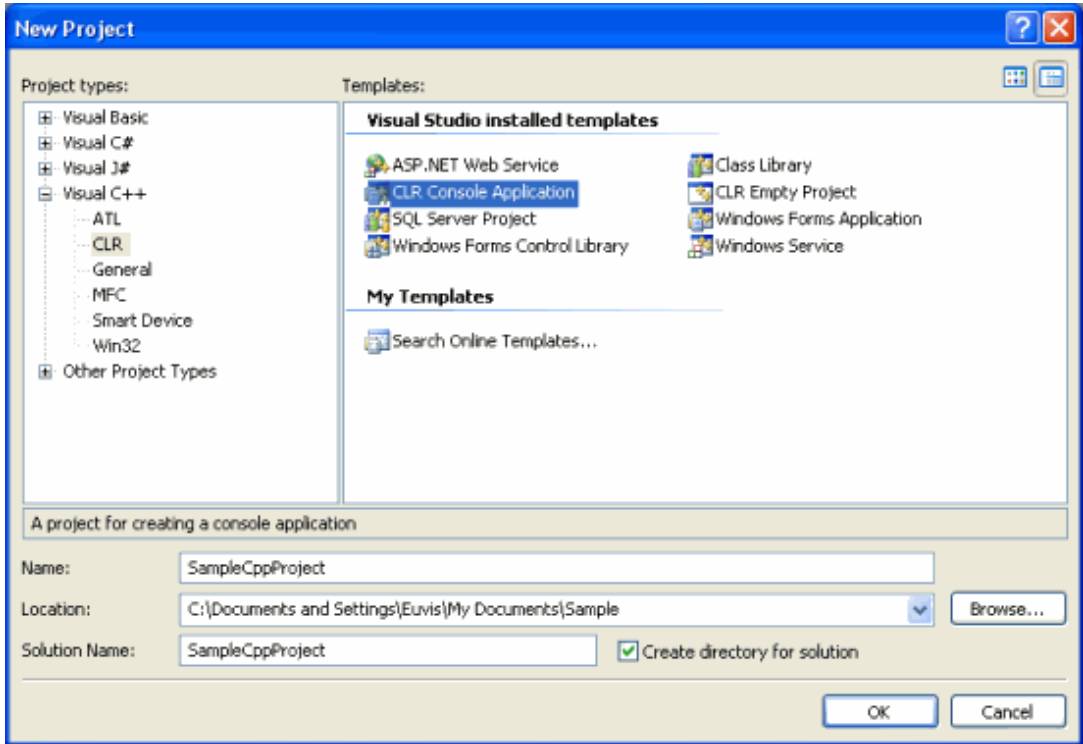 New Project
Project types:
Templates:
Visual Basic
Visual C#
Visual J#
Visual C++
ATL
CLR
General
MFC
Smart Device
Win32
Other Project Types
Visual Studio installed templates
ASP.NET Web Service
Class Library
CLR Console Application
CLR Empty Project
SQL Server Project
Windows Forms Application
Windows Forms Control Library
Windows Service
My Templates
Search Online Templates...
A project for creating a console application
Name:
SampleCppProject
Location:
C:\Documents and Settings\Euvis\My Documents\Sample
Browse...
Solution Name:
SampleCppProject
Create directory for solution
OK
Cancel